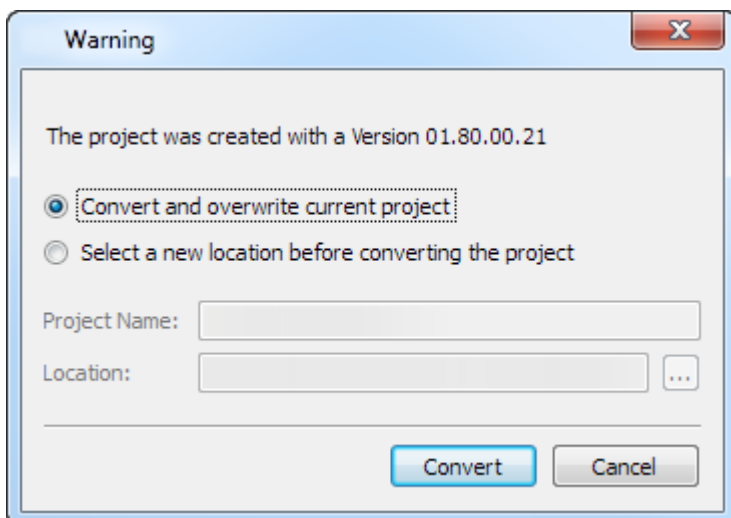 Warning
The project was created with a Version 01.80.00.21
Convert and overwrite current project
Select a new location before converting the project
Project Name:
Location:
...
Convert
Cancel